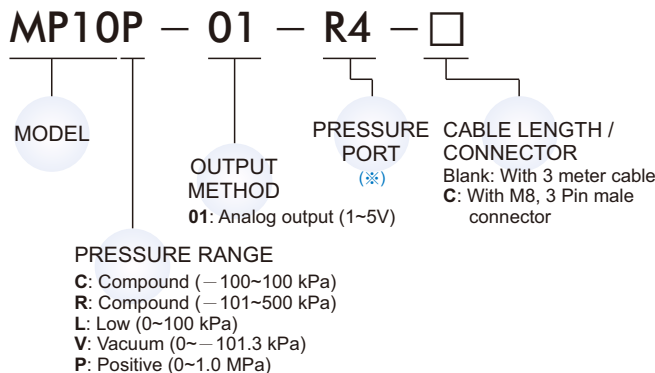 MP10P － 01 － R4 － □
MODEL
OUTPUT
METHOD
01: Analog output (1~5V)
PRESSURE
PORT
(※)
CABLE LENGTH /
CONNECTOR
Blank: With 3 meter cable
C: With M8, 3 Pin male
connector
PRESSURE RANGE
C: Compound (－100~100 kPa)
R: Compound (－101~500 kPa)
L: Low (0~100 kPa)
V: Vacuum (0~－101.3 kPa)
P: Positive (0~1.0 MPa)